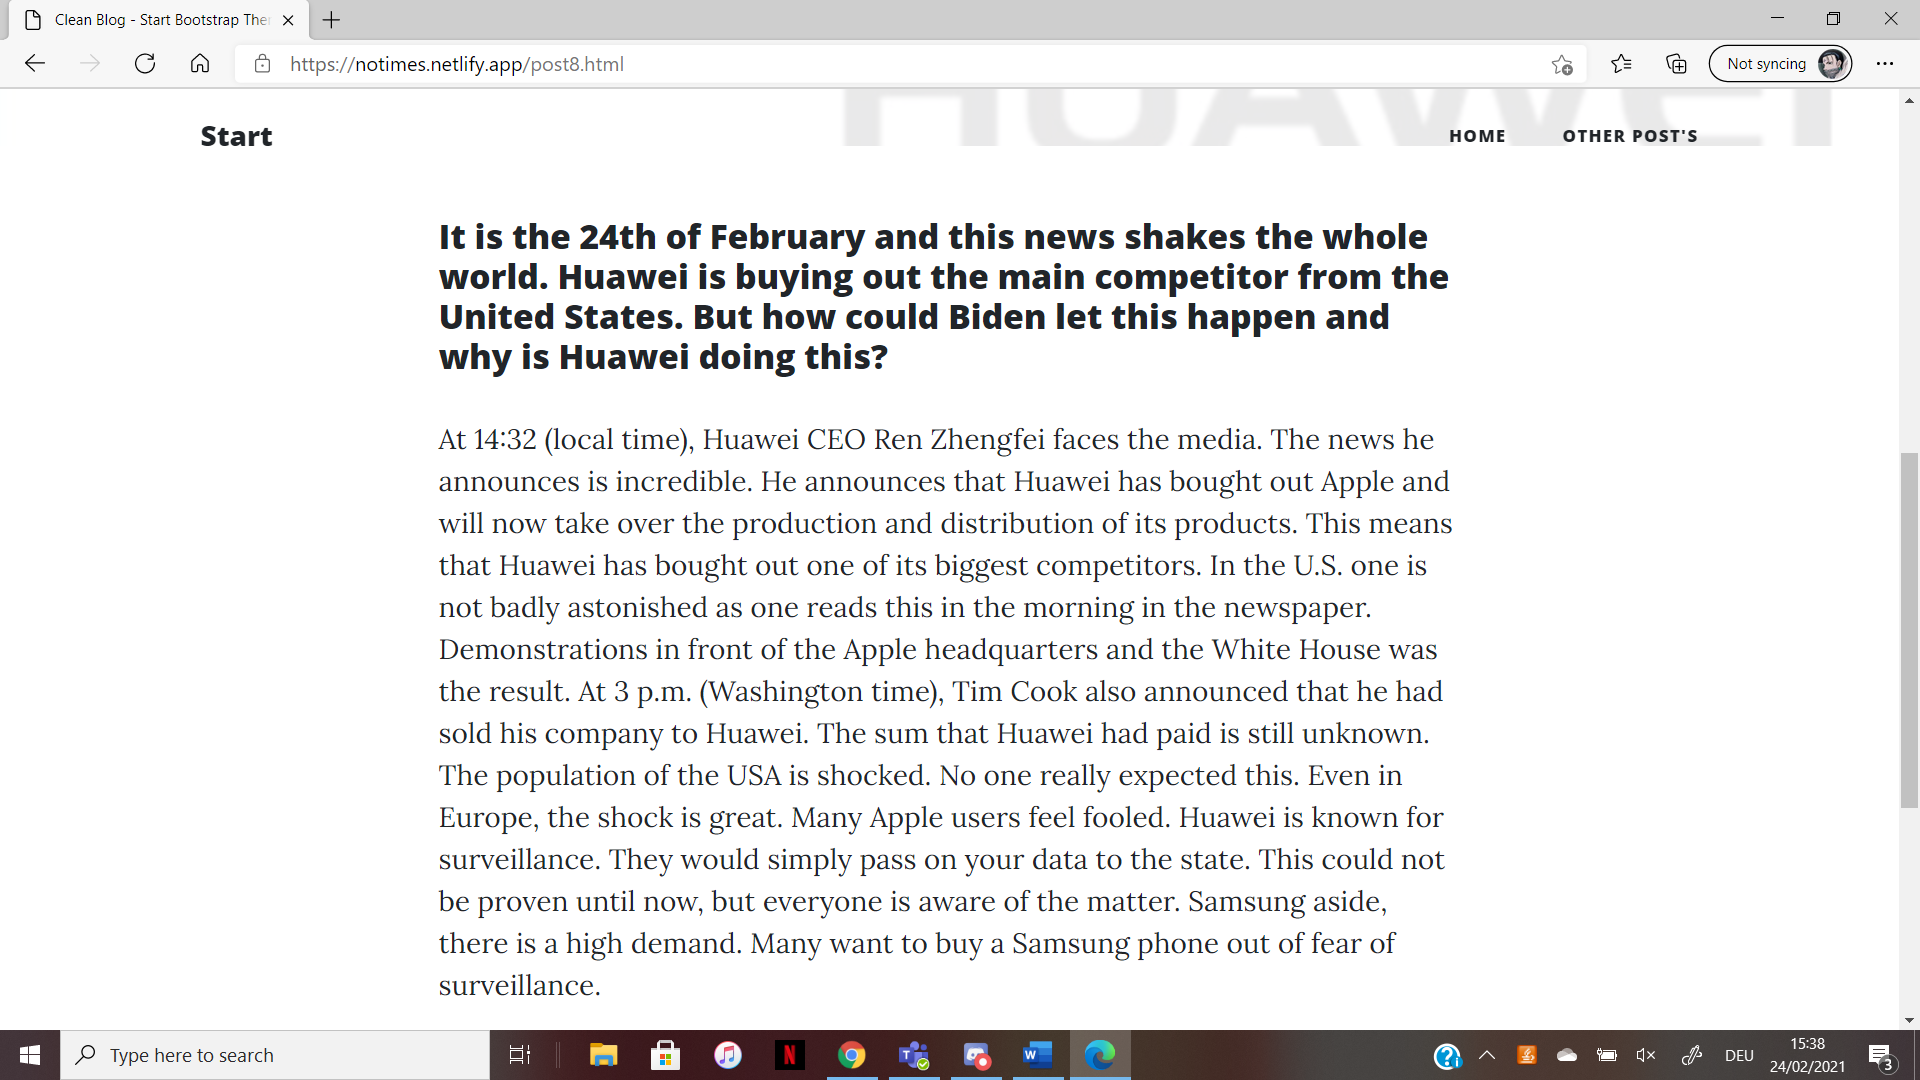 Clean Blog - Start Bootstrap The
https://notimes.netlify.app/post8.html
Not syncing
HUAWEI
Start
HOME
OTHER POST'S
It is the 24th of February and this news shakes the whole
world. Huawei is buying out the main competitor from the
United States. But how could Biden let this happen and
why is Huawei doing this?
At 14:32 (local time), Huawei CEO Ren Zhengfei faces the media. The news he
announces is incredible. He announces that Huawei has bought out Apple and
will now take over the production and distribution of its products. This means
that Huawei has bought out one of its biggest competitors. In the U.S. one is
not badly astonished as one reads this in the morning in the newspaper.
Demonstrations in front of the Apple headquarters and the White House was
the result. At 3 p.m. (Washington time), Tim Cook also announced that he had
sold his company to Huawei. The sum that Huawei had paid is still unknown.
The population of the USA is shocked. No one really expected this. Even in
Europe, the shock is great. Many Apple users feel fooled. Huawei is known for
surveillance. They would simply pass on your data to the state. This could not
be proven until now, but everyone is aware of the matter. Samsung aside,
there is a high demand. Many want to buy a Samsung phone out of fear of
surveillance.
Type here to search
DEU
15:38
24/02/2021
3